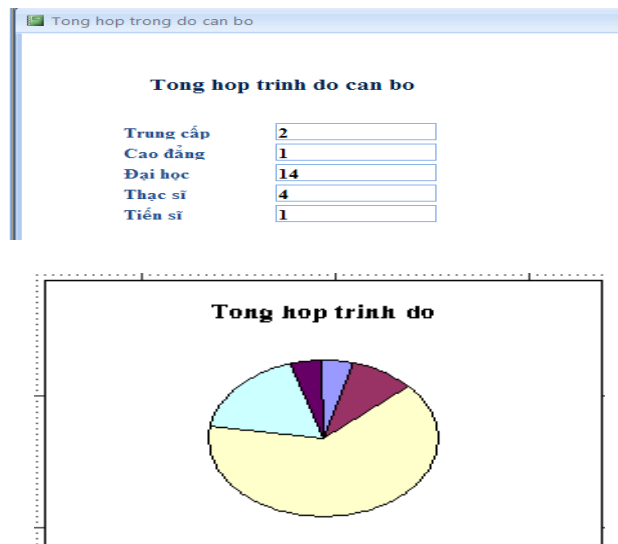 Tong hop trong do can bo
Tong hop trinh do can bo
Trung cấp 2
Cao đẳng 1
Đại học 14
Thạc sĩ 4
Tiến sĩ 1
Tong hop trinh do